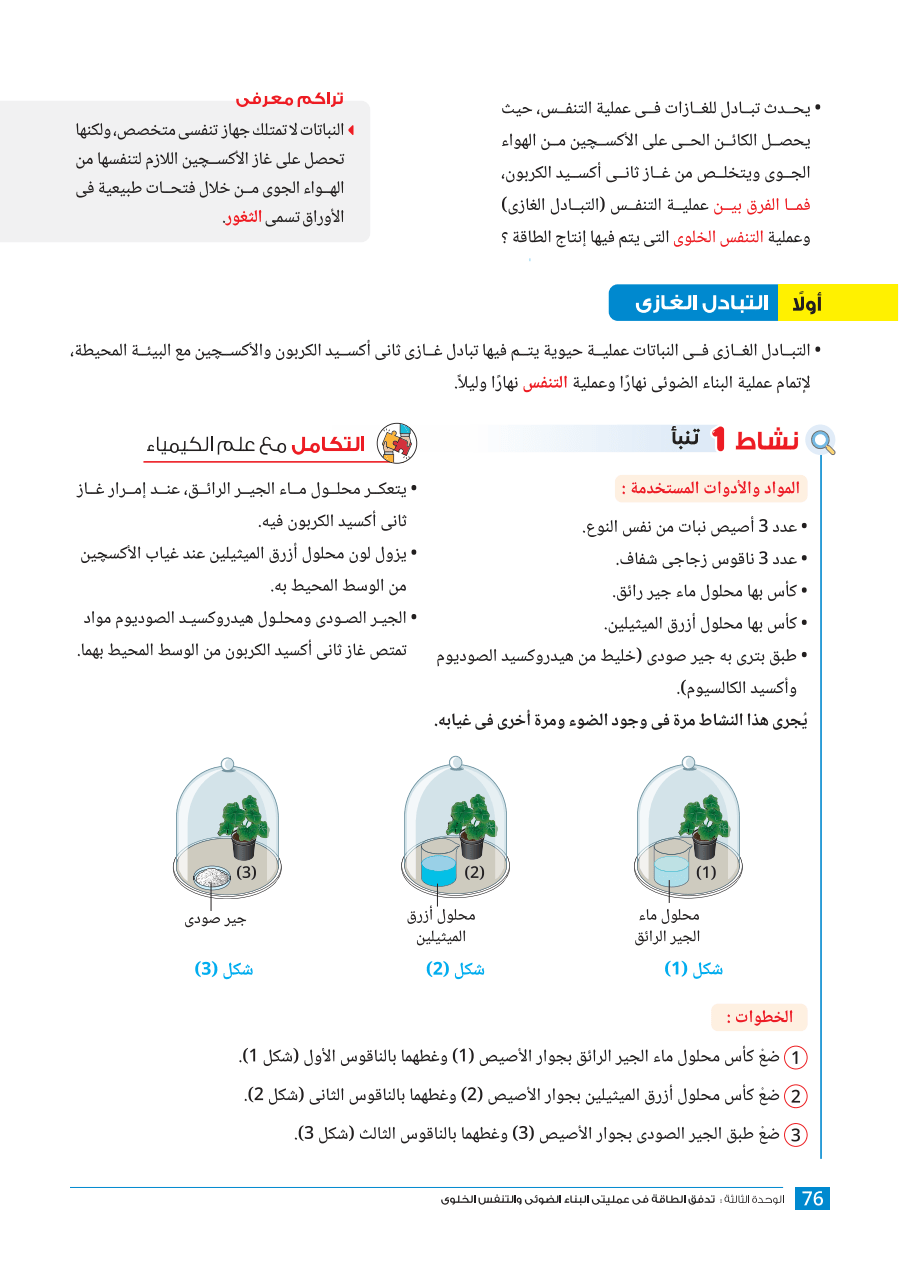 • يحدث تبادل للغازات فى عملية التنفس، حيث
يحصل الكائن الحى على الأكسچين من الهواء
الجوى ويتخلص من غاز ثانى أكسيد الكربون،
فما الفرق بين عملية التنفس (التبادل الغازى)
وعملية التنفس الخلوى التى يتم فيها إنتاج الطاقة ؟
تراكم معرفى
النباتات لا تمتلك جهاز تنفسى متخصص، ولكنها
تحصل على غاز الأكسچين اللازم لتنفسها من
الهواء الجوى من خلال فتحات طبيعية فى
الأوراق تسمى الثغور.
أولًا التبادل الغازى
• التبادل الغازى فى النباتات عملية حيوية يتم فيها تبادل غازى ثانى أكسيد الكربون والأكسچين مع البيئة المحيطة،
لإتمام عملية البناء الضوئى نهارًا وعملية التنفس نهارًا وليلاً.
نشاط 1 تنبأ
المواد والأدوات المستخدمة :
• عدد 3 أصيص نبات من نفس النوع.
• عدد 3 ناقوس زجاجى شفاف.
• كأس بها محلول ماء جير رائق.
• كأس بها محلول أزرق الميثيلين.
• طبق بترى به جير صودى (خليط من هيدروكسيد الصوديوم
وأكسيد الكالسيوم).
يُجرى هذا النشاط مرة فى وجود الضوء ومرة أخرى فى غيابه.
التكامل مع علم الكيمياء
• يتعكر محلول ماء الجير الرائق، عند إمرار غاز
ثانى أكسيد الكربون فيه.
• يزول لون محلول أزرق الميثيلين عند غياب الأكسچين
من الوسط المحيط به.
• الجير الصودى ومحلول هيدروكسيد الصوديوم مواد
تمتص غاز ثانى أكسيد الكربون من الوسط المحيط بهما.
(1)
محلول ماء
الجير الرائق
شكل (1)
(2)
محلول أزرق
الميثيلين
شكل (2)
(3)
جير صودى
شكل (3)
الخطوات :
1 ضعْ كأس محلول ماء الجير الرائق بجوار الأصيص (1) وغطهما بالناقوس الأول (شكل 1).
2 ضعْ كأس محلول أزرق الميثيلين بجوار الأصيص (2) وغطهما بالناقوس الثانى (شكل 2).
3 ضعْ طبق الجير الصودى بجوار الأصيص (3) وغطهما بالناقوس الثالث (شكل 3).
76 الوحدة الثالثة : تدفق الطاقة فى عمليتى البناء الضوئى والتنفس الخلوى